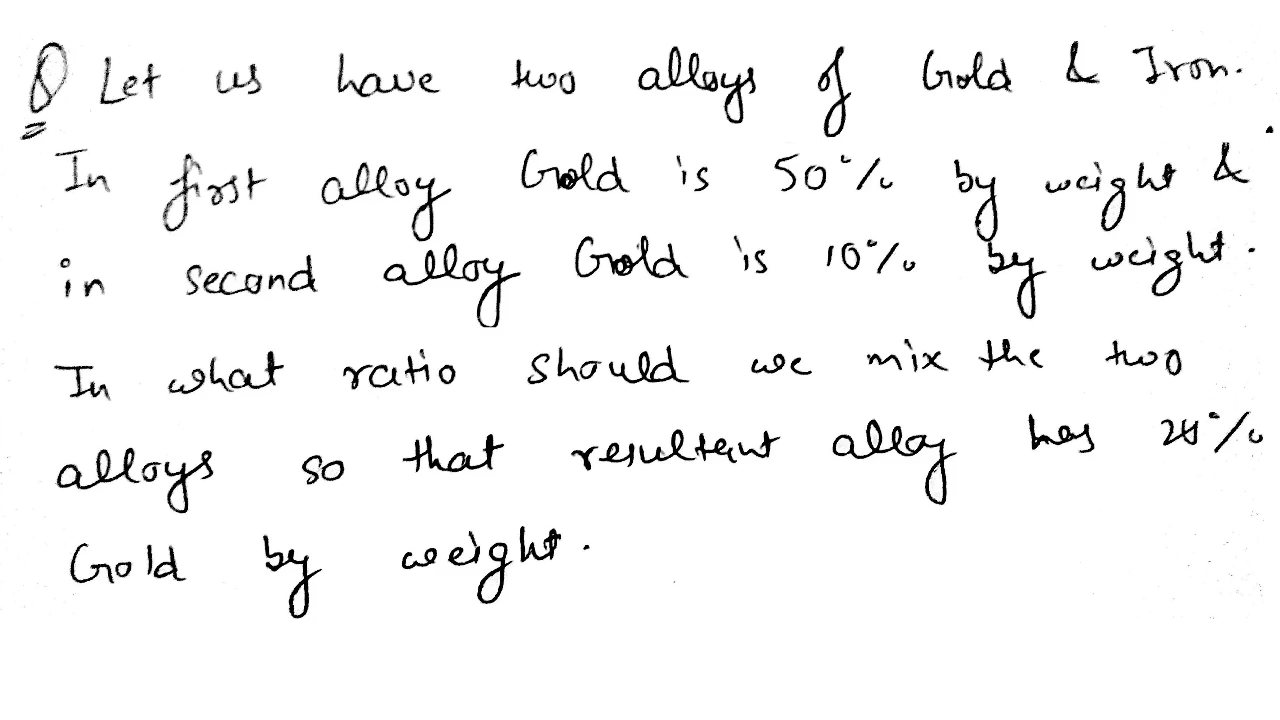 Q Let us have two alloys of Gold & Iron.
In first alloy Gold is 50% by weight &
in second alloy Gold is 10% by weight.
In what ratio should we mix the two
alloys so that resultant alloy has %
Gold by weight.